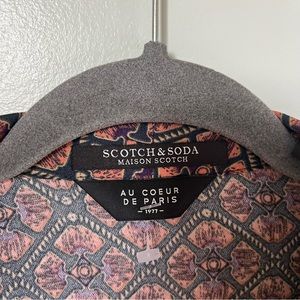 SCOTCH & SODA
MAISON SCOTCH
AU COEUR
DE PARIS
1977